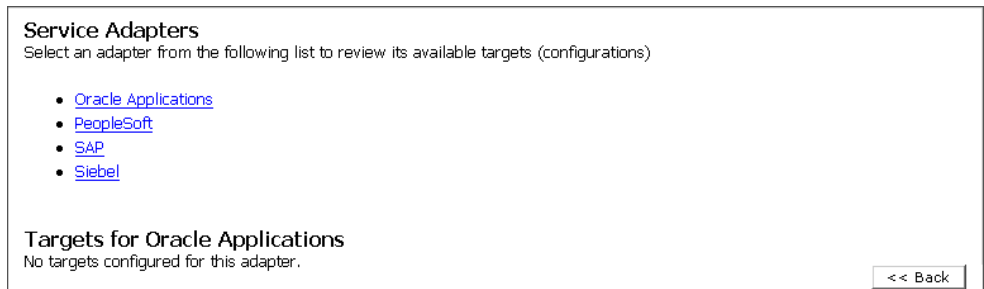 Service Adapters
Select an adapter from the following list to review its available targets (configurations)
• Oracle Applications
• PeopleSoft
• SAP
• Siebel
Targets for Oracle Applications
No targets configured for this adapter.
<< Back